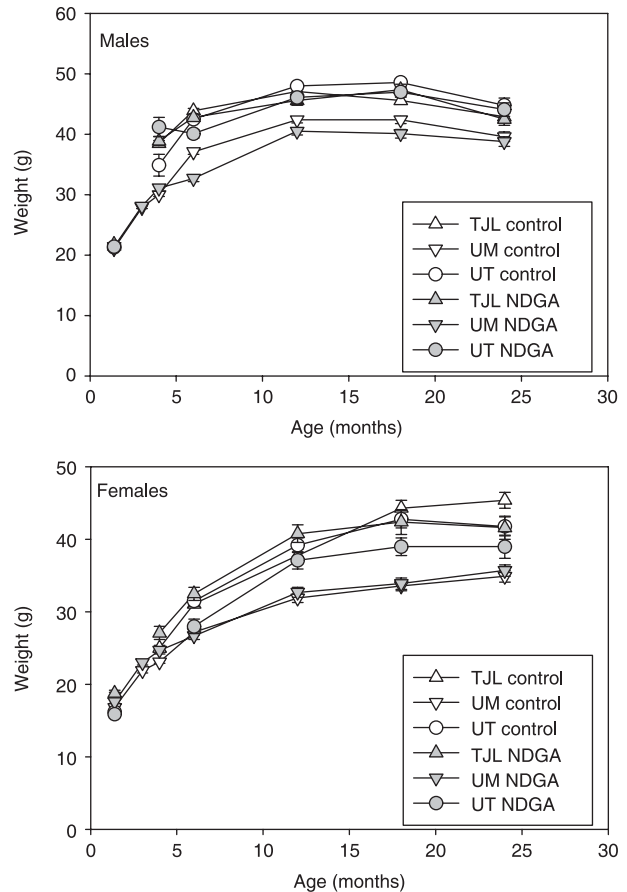 Males
60
50
40
30
20
10
0
Weight (g)
TJL control
UM control
UT control
TJL NDGA
UM NDGA
UT NDGA
0 5 10 15 20 25 30
Age (months)
Females
50
40
30
20
10
0
Weight (g)
TJL control
UM control
UT control
TJL NDGA
UM NDGA
UT NDGA
0 5 10 15 20 25 30
Age (months)